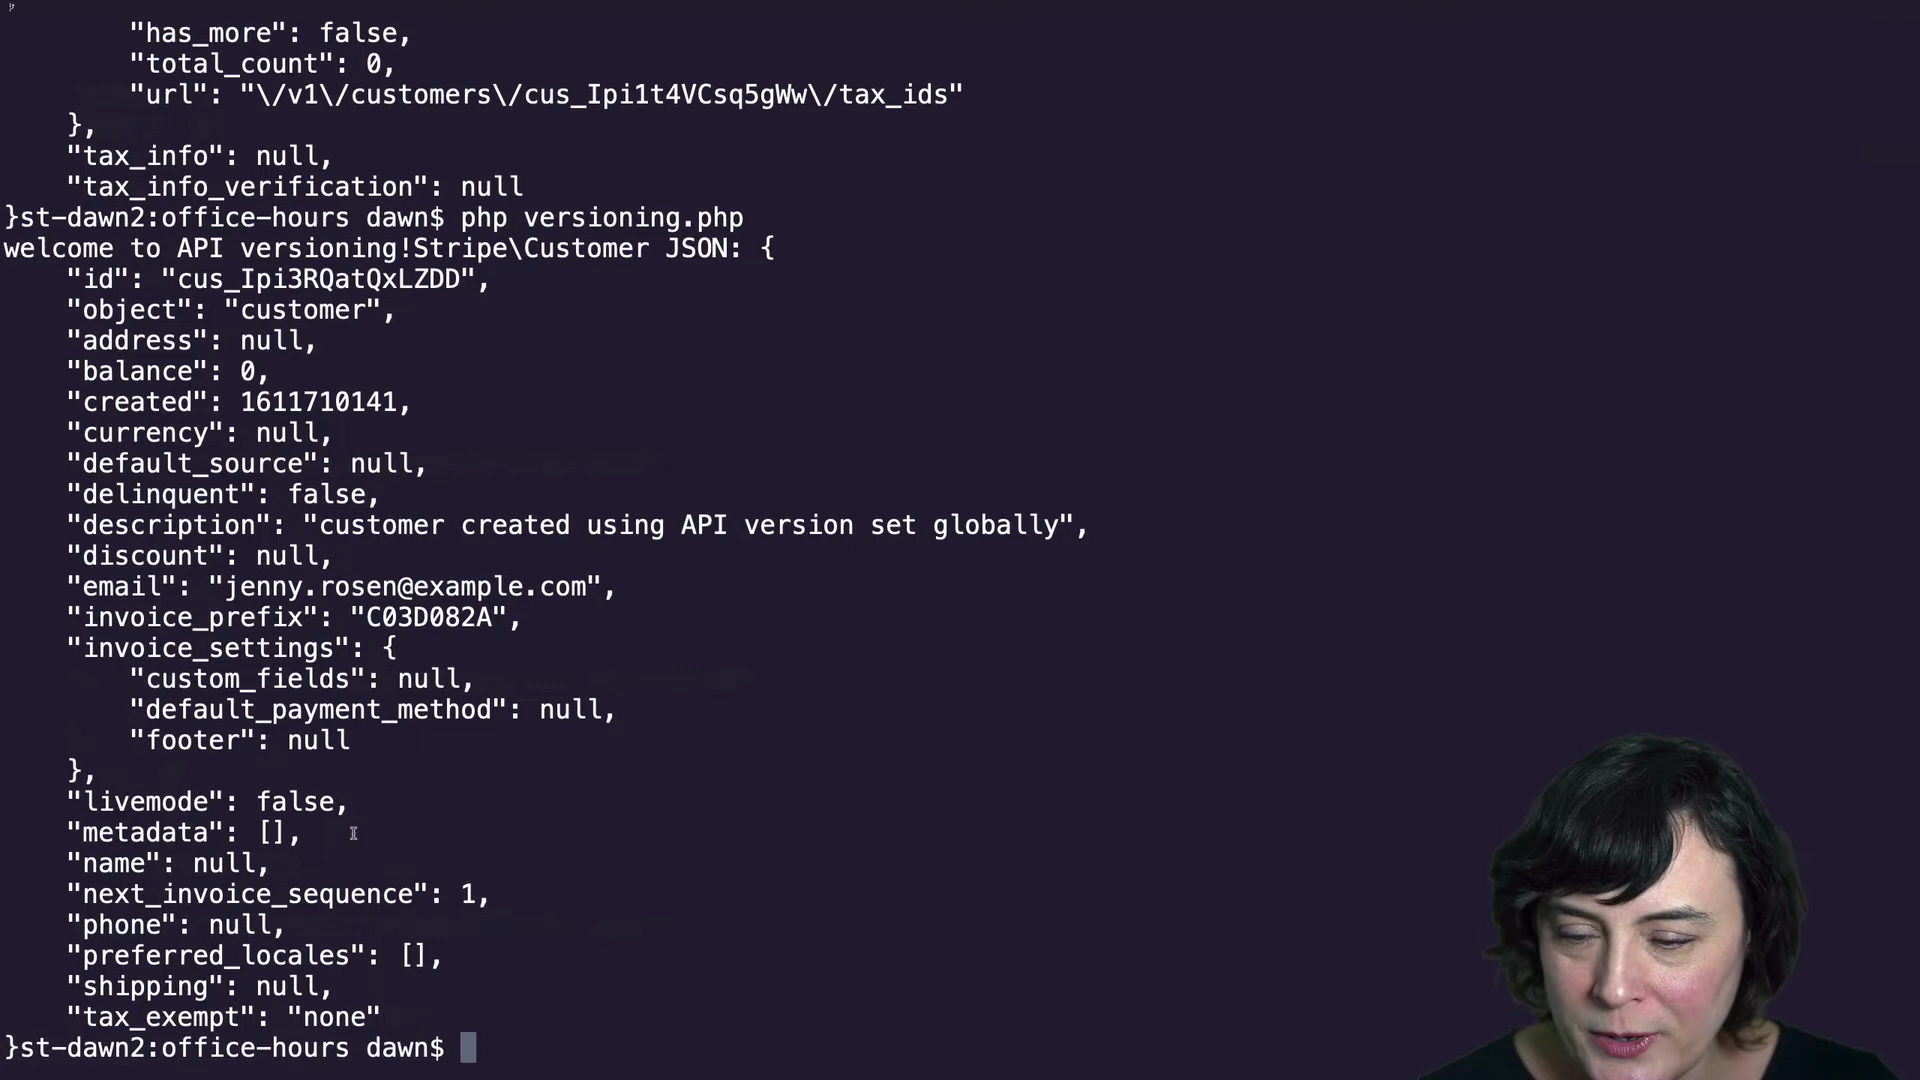 "has_more": false,
"total_count": 0,
"url": "\/v1\/customers\/cus_Ipi1t4VCsq5gWw\/tax_ids"
},
"tax_info": null,
"tax_info_verification": null
}st-dawn2:office-hours dawn$ php versioning.php
welcome to API versioning!Stripe\Customer JSON: {
"id": "cus_Ipi3RQatQxLZDD",
"object": "customer",
"address": null,
"balance": 0,
"created": 1611710141,
"currency": null,
"default_source": null,
"delinquent": false,
"description": "customer created using API version set globally",
"discount": null,
"email": "jenny.rosen@example.com",
"invoice_prefix": "C03D082A",
"invoice_settings": {
"custom_fields": null,
"default_payment_method": null,
"footer": null
},
"livemode": false,
"metadata": [],
"name": null,
"next_invoice_sequence": 1,
"phone": null,
"preferred_locales": [],
"shipping": null,
"tax_exempt": "none"
}st-dawn2:office-hours dawn$